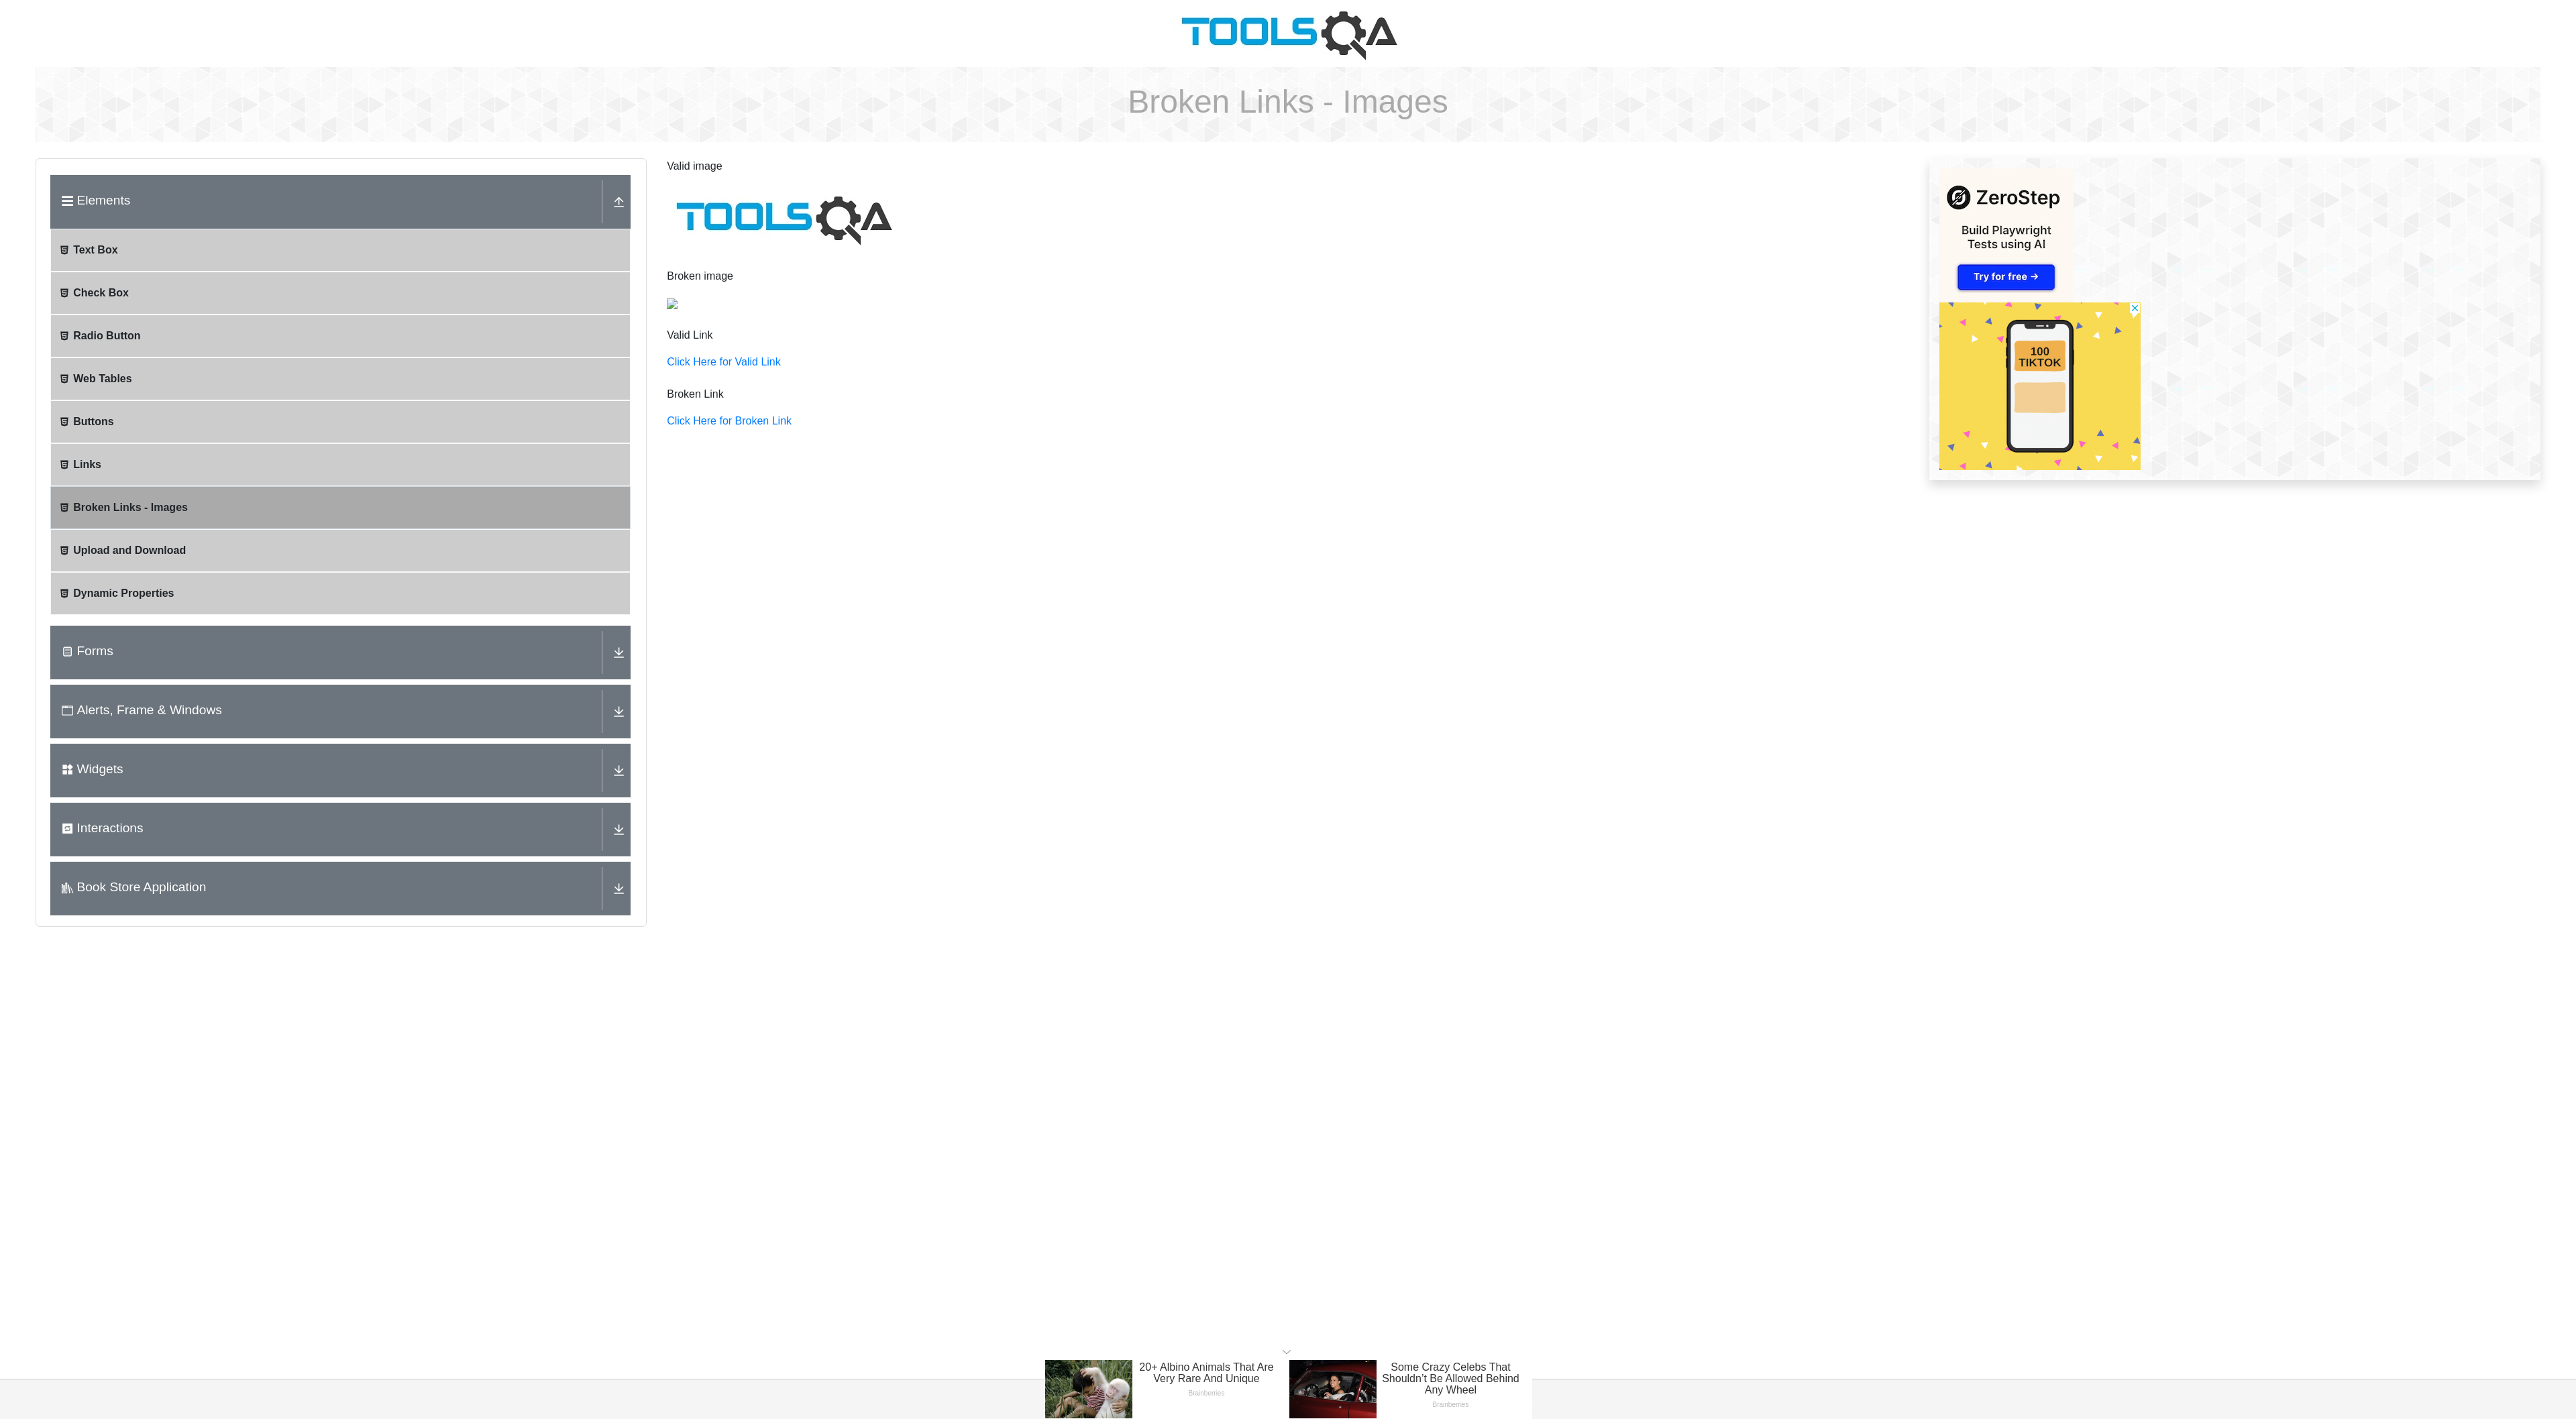 TOOLSQA
Broken Links - Images
Elements
Text Box
Check Box
Radio Button
Web Tables
Buttons
Links
Broken Links - Images
Upload and Download
Dynamic Properties
Forms
Alerts, Frame & Windows
Widgets
Interactions
Book Store Application
Valid image
TOOLSQA
Broken image
Valid Link
Click Here for Valid Link
Broken Link
Click Here for Broken Link
ZeroStep
Build Playwright
Tests using AI
Try for free →
100
TIKTOK
20+ Albino Animals That Are
Very Rare And Unique
Brainberries
Some Crazy Celebs That
Shouldn’t Be Allowed Behind
Any Wheel
Brainberries